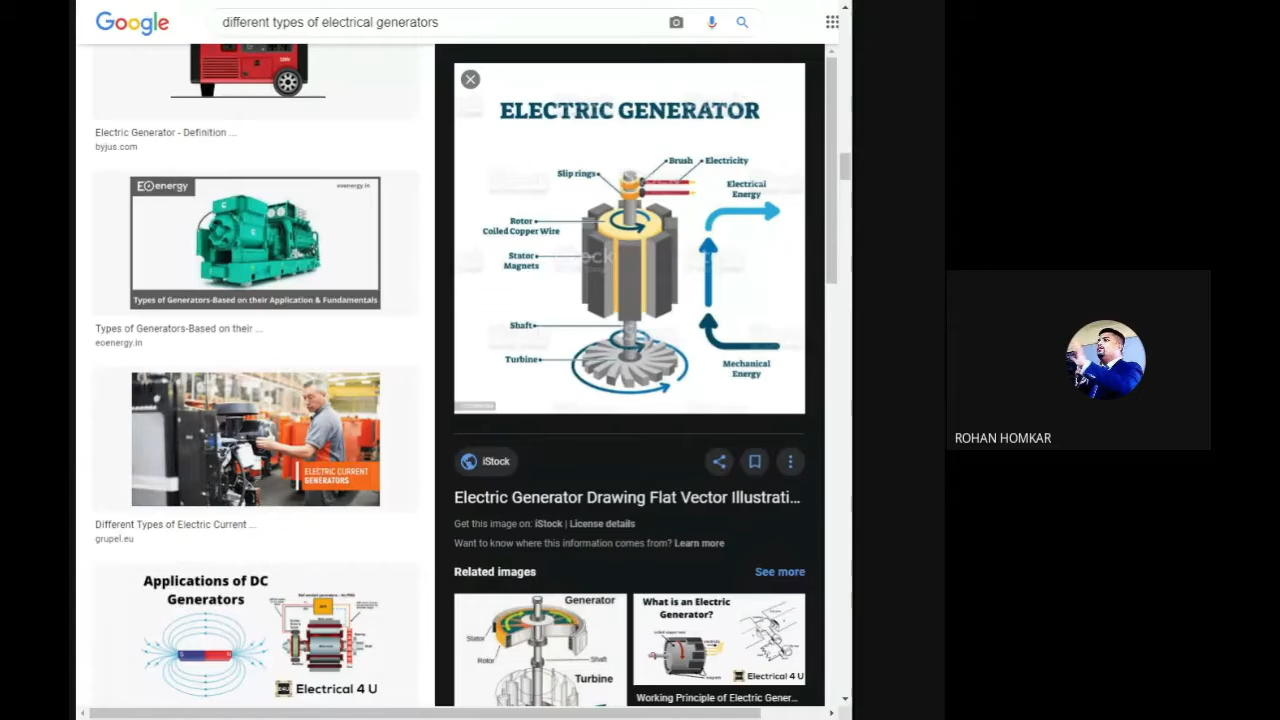 Google
different types of electrical generators
Electric Generator - Definition ...
byjus.com
EOenergy
eoenergy.in
Types of Generators-Based on their Application & Fundamentals
Types of Generators-Based on their ...
eoenergy.in
ELECTRIC CURRENT
GENERATORS
Different Types of Electric Current ...
grupel.eu
Applications of DC
Generators
Electrical 4 U
ELECTRIC GENERATOR
Brush
Electricity
Slip rings
Electrical
Energy
Rotor
Coiled Copper Wire
Stator
Magnets
Shaft
Turbine
Mechanical
Energy
iStock
Electric Generator Drawing Flat Vector Illustrati...
Get this image on: iStock | License details
Want to know where this information comes from? Learn more
Related images
See more
Generator
Stator
Rotor
Shaft
Turbine
What is an Electric
Generator?
Electrical 4 U
Working Principle of Electric Gener...
ROHAN HOMKAR